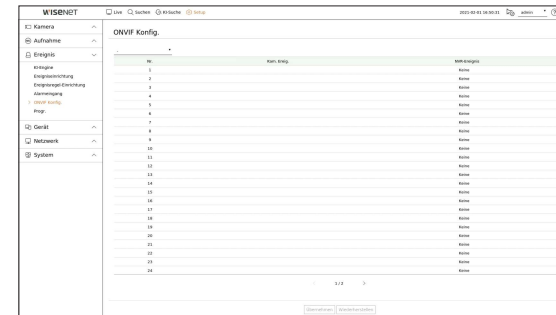 WISENET
Live Suchen AI-Suche Setup 2021-02-01 16:50:31 admin
Kamera
Aufnahme
Ereignis
KI-Engine
Ereigniseinrichtung
Ereignisregel-Einrichtung
Alarmeingang
> ONVIF Konfig.
Progr.
Gerät
Netzwerk
System
ONVIF Konfig.
Nr. Kam. Ereig. NVR-Ereignis
1 Keine
2 Keine
3 Keine
4 Keine
5 Keine
6 Keine
7 Keine
8 Keine
9 Keine
10 Keine
11 Keine
12 Keine
13 Keine
14 Keine
15 Keine
16 Keine
17 Keine
18 Keine
19 Keine
20 Keine
21 Keine
22 Keine
23 Keine
24 Keine
< 1/2 >
Übernehmen Wiederherstellen